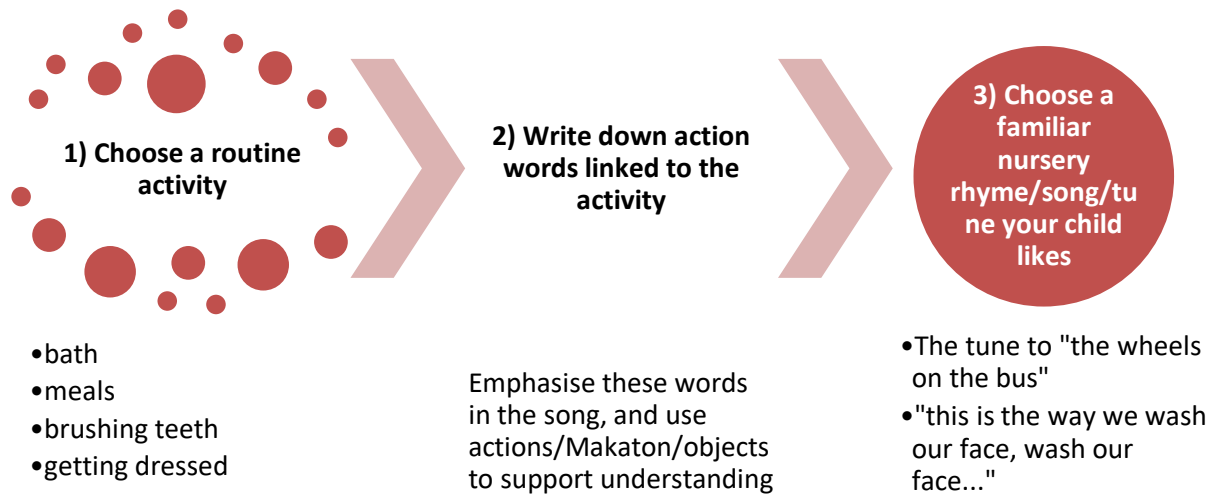 1) Choose a routine
activity
•bath
•meals
•brushing teeth
•getting dressed
2) Write down action
words linked to the
activity
Emphasise these words
in the song, and use
actions/Makaton/objects
to support understanding
3) Choose a
familiar
nursery
rhyme/song/tu
ne your child
likes
•The tune to "the wheels
on the bus"
•"this is the way we wash
our face, wash our
face..."